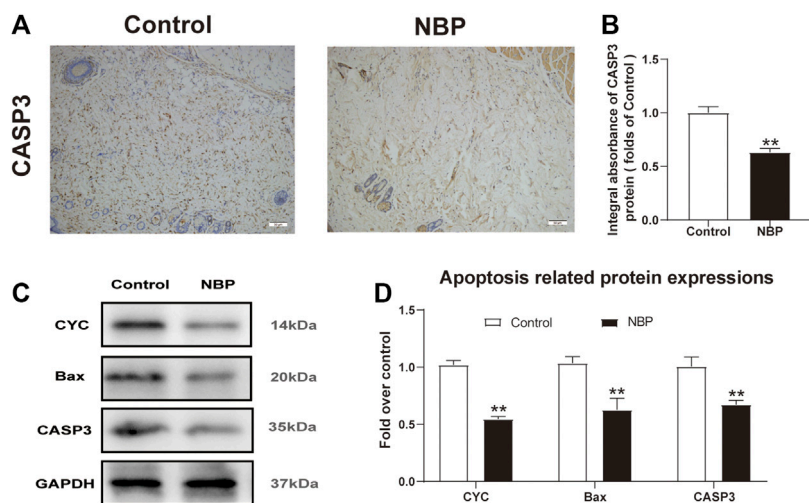 A
Control
NBP
CASP3
B
Integral absorbance of CASP3
protein ( folds of Control )
1.5
1.0
0.5
0.0
**
Control
NBP
C
Control
NBP
CYC
14kDa
Bax
20kDa
CASP3
35kDa
GAPDH
37kDa
D
Apoptosis related protein expressions
Control
NBP
Fold over control
1.5
1.0
0.5
0.0
**
**
**
CYC
Bax
CASP3